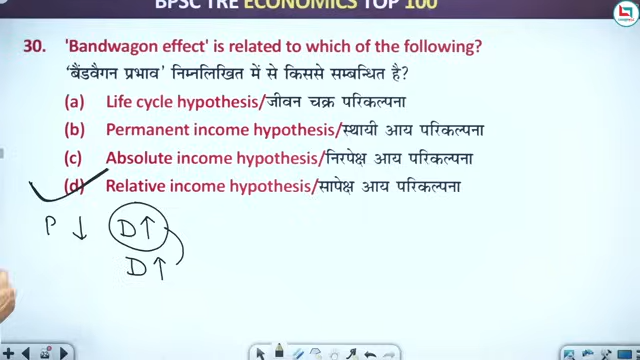 BPSC TRE ECONOMICS TOP 100
30. 'Bandwagon effect' is related to which of the following?
'बैंडवैगन प्रभाव' निम्नलिखित में से किससे सम्बन्धित है?
(a) Life cycle hypothesis/जीवन चक्र परिकल्पना
(b) Permanent income hypothesis/स्थायी आय परिकल्पना
(c) Absolute income hypothesis/निरपेक्ष आय परिकल्पना
(d) Relative income hypothesis/सापेक्ष आय परिकल्पना
P ↓ D↑
D↑